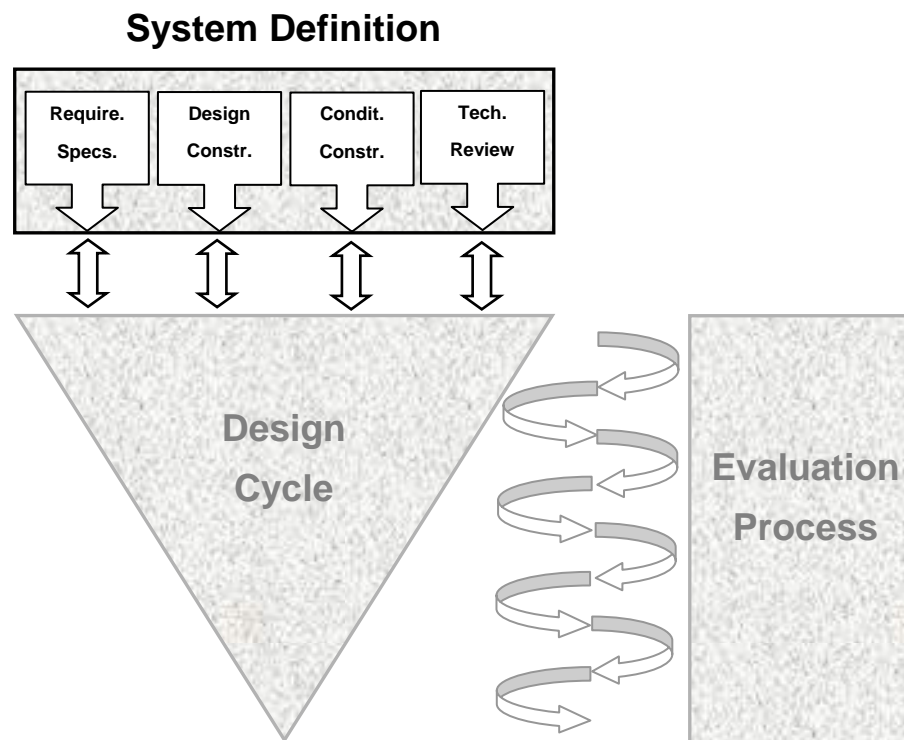 System Definition
Require.
Specs.
Design
Constr.
Condit.
Constr.
Tech.
Review
Design
Cycle
Evaluation
Process